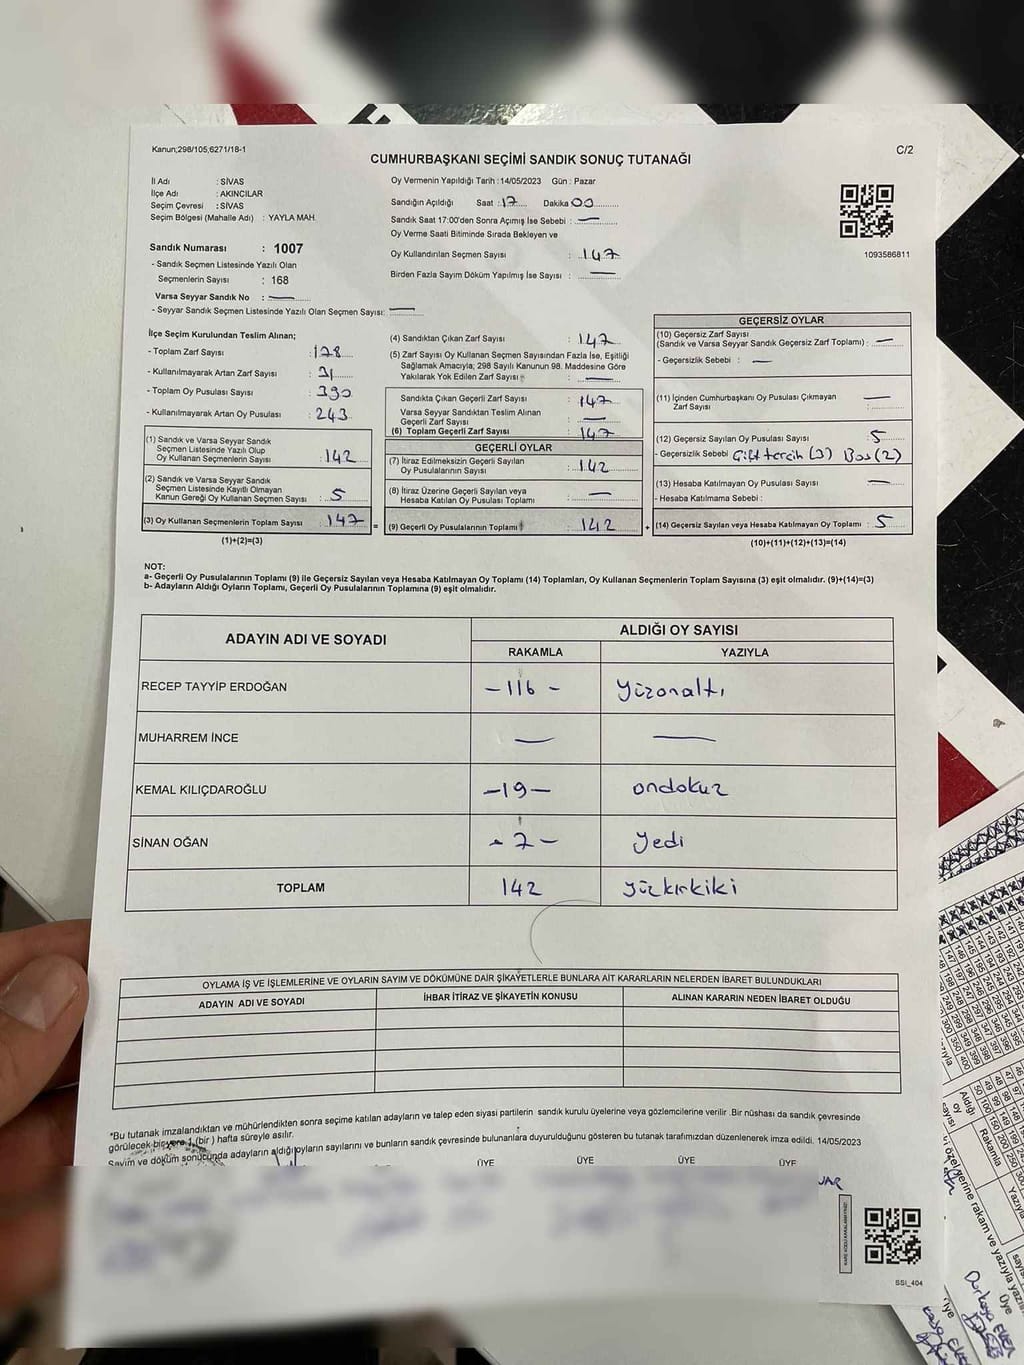 Kanun;298/105,6271/18-1
C/2
CUMHURBAŞKANI SEÇİMİ SANDIK SONUÇ TUTANAĞI
İl Adı : SİVAS
İlçe Adı : AKINCILAR
Seçim Çevresi : SİVAS
Seçim Bölgesi (Mahalle Adı) : YAYLA MAH.
Sandık Numarası : 1007
- Sandık Seçmen Listesinde Yazılı Olan
Seçmenlerin Sayısı : 168
Varsa Seyyar Sandık No : —
- Seyyar Sandık Seçmen Listesinde Yazılı Olan Seçmen Sayısı: —
Oy Vermenin Yapıldığı Tarih : 14/05/2023 Gün : Pazar
Sandığın Açıldığı Saat : 17 Dakika 00
Sandık Saat 17:00'den Sonra Açımış İse Sebebi : —
Oy Verme Saati Bitiminde Sırada Bekleyen ve
Oy Kullandırılan Seçmen Sayısı : 147
Birden Fazla Sayım Döküm Yapılmış İse Sayısı : —
1093586811
İlçe Seçim Kurulundan Teslim Alınan;
- Toplam Zarf Sayısı : 178
- Kullanılmayarak Artan Zarf Sayısı : 31
- Toplam Oy Pusulası Sayısı : 390
- Kullanılmayarak Artan Oy Pusulası : 243
(1) Sandık ve Varsa Seyyar Sandık
Seçmen Listesinde Yazılı Olup
Oy Kullanan Seçmenlerin Sayısı : 142
(2) Sandık ve Varsa Seyyar Sandık
Seçmen Listesinde Kayıtlı Olmayan
Kanun Gereği Oy Kullanan Seçmen Sayısı : 5
(3) Oy Kullanan Seçmenlerin Toplam Sayısı : 147 =
(1)+(2)=(3)
(4) Sandıktan Çıkan Zarf Sayısı : 147
(5) Zarf Sayısı Oy Kullanan Seçmen Sayısından Fazla İse, Eşitliği
Sağlamak Amacıyla; 298 Sayılı Kanunun 98. Maddesine Göre
Yakılarak Yok Edilen Zarf Sayısı : —
Sandıkta Çıkan Geçerli Zarf Sayısı : 147
Varsa Seyyar Sandıktan Teslim Alınan
Geçerli Zarf Sayısı : —
(6) Toplam Geçerli Zarf Sayısı : 147
GEÇERLİ OYLAR
(7) İtiraz Edilmeksizin Geçerli Sayılan
Oy Pusulalarının Sayısı : 142
(8) İtiraz Üzerine Geçerli Sayılan veya
Hesaba Katılan Oy Pusulası Toplamı : —
(9) Geçerli Oy Pusulalarının Toplamı : 142 +
GEÇERSİZ OYLAR
(10) Geçersiz Zarf Sayısı
(Sandık ve Varsa Seyyar Sandık Geçersiz Zarf Toplamı) : —
- Geçersizlik Sebebi : —
(11) İçinden Cumhurbaşkanı Oy Pusulası Çıkmayan
Zarf Sayısı : —
(12) Geçersiz Sayılan Oy Pusulası Sayısı : 5
- Geçersizlik Sebebi : Çift tercih (3) Boş (2)
(13) Hesaba Katılmayan Oy Pusulası Sayısı : —
- Hesaba Katılmama Sebebi :
(14) Geçersiz Sayılan veya Hesaba Katılmayan Oy Toplamı : 5
(10)+(11)+(12)+(13)=(14)
NOT:
a- Geçerli Oy Pusulalarının Toplamı (9) ile Geçersiz Sayılan veya Hesaba Katılmayan Oy Toplamı (14) Toplamları, Oy Kullanan Seçmenlerin Toplam Sayısına (3) eşit olmalıdır. (9)+(14)=(3)
b- Adayların Aldığı Oyların Toplamı, Geçerli Oy Pusulalarının Toplamına (9) eşit olmalıdır.
ADAYIN ADI VE SOYADI
ALDIĞI OY SAYISI
RAKAMLA YAZIYLA
RECEP TAYYİP ERDOĞAN -116- yüzonaltı
MUHARREM İNCE — —
KEMAL KILIÇDAROĞLU -19- ondokuz
SİNAN OĞAN -7- yedi
TOPLAM 142 yüzkırkiki
OYLAMA İŞ VE İŞLEMLERİNE VE OYLARIN SAYIM VE DÖKÜMÜNE DAİR ŞİKAYETLERLE BUNLARA AİT KARARLARIN NELERDEN İBARET BULUNDUKLARI
ADAYIN ADI VE SOYADI İHBAR İTİRAZ VE ŞİKAYETİN KONUSU ALINAN KARARIN NEDEN İBARET OLDUĞU
*Bu tutanak imzalandıktan ve mühürlendikten sonra seçime katılan adayların ve talep eden siyasi partilerin sandık kurulu üyelerine veya gözlemcilerine verilir .Bir nüshası da sandık çevresinde
görülecek bir yere 1 (bir ) hafta süreyle asılır.
Sayım ve döküm sonucunda adayların aldığı oyların sayılarını ve bunların sandık çevresinde bulunanlara duyurulduğunu gösteren bu tutanak tarafımızdan düzenlenerek imza edildi. 14/05/2023
ÜYE ÜYE ÜYE ÜYE
SSİ_404